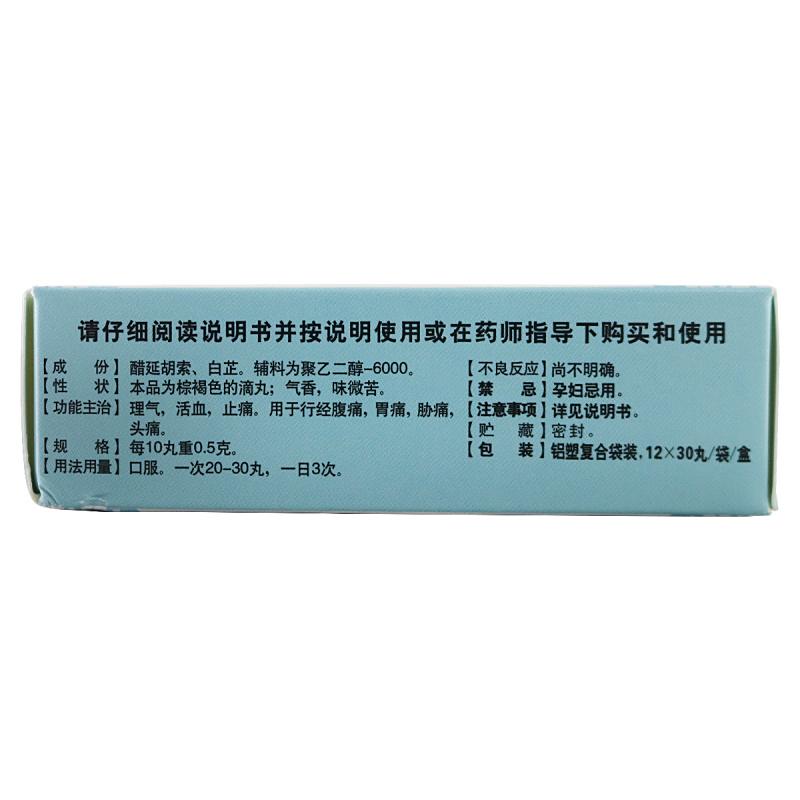 请仔细阅读说明书并按说明使用或在药师指导下购买和使用
【成 份】醋延胡索、白芷。辅料为聚乙二醇-6000。
【性 状】本品为棕褐色的滴丸；气香，味微苦。
【功能主治】理气，活血，止痛。用于行经腹痛，胃痛，胁痛，
头痛。
【规 格】每10丸重0.5克。
【用法用量】口服。一次20-30丸，一日3次。
【不良反应】尚不明确。
【禁 忌】孕妇忌用。
【注意事项】详见说明书。
【贮 藏】密封。
【包 装】铝塑复合袋装，12×30丸/袋/盒